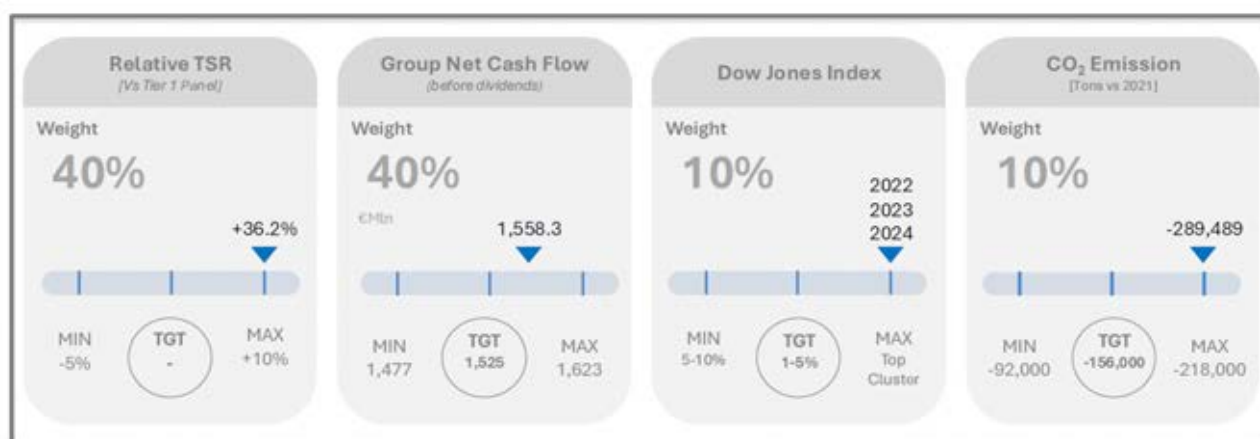 Relative TSR
[Vs Tier 1 Panel]
Weight
40%
+36.2%
MIN
-5%
TGT
-
MAX
+10%
Group Net Cash Flow
(before dividends)
Weight
40%
€Mln
1,558.3
MIN
1,477
TGT
1,525
MAX
1,623
Dow Jones Index
Weight
10%
2022
2023
2024
MIN
5-10%
TGT
1-5%
MAX
Top
Cluster
CO₂ Emission
[Tons vs 2021]
Weight
10%
-289,489
MIN
-92,000
TGT
-156,000
MAX
-218,000